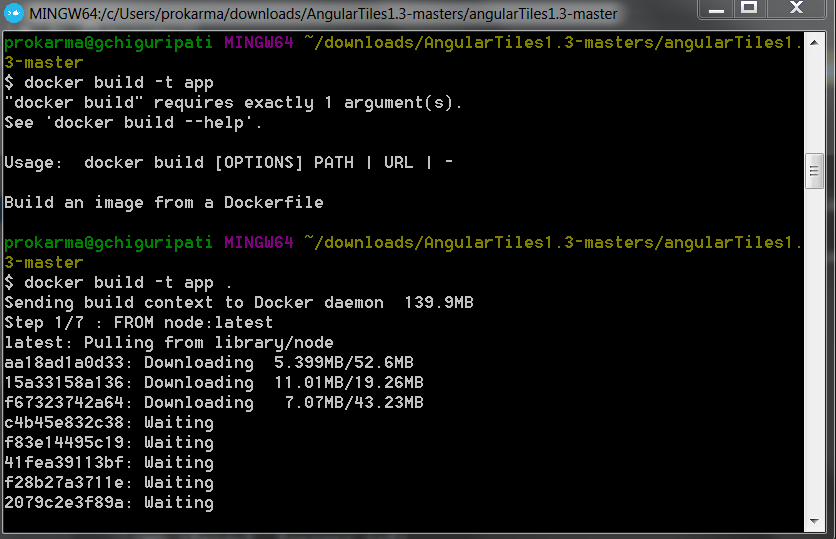 MINGW64:/c/Users/prokarma/downloads/AngularTiles1.3-masters/angularTiles1.3-master
prokarma@gchiguripati MINGW64 ~/downloads/AngularTiles1.3-masters/angularTiles1.
3-master
$ docker build -t app
"docker build" requires exactly 1 argument(s).
See 'docker build --help'.
Usage:  docker build [OPTIONS] PATH | URL | -
Build an image from a Dockerfile
prokarma@gchiguripati MINGW64 ~/downloads/AngularTiles1.3-masters/angularTiles1.
3-master
$ docker build -t app .
Sending build context to Docker daemon  139.9MB
Step 1/7 : FROM node:latest
latest: Pulling from library/node
aa18ad1a0d33: Downloading  5.399MB/52.6MB
15a33158a136: Downloading  11.01MB/19.26MB
f67323742a64: Downloading   7.07MB/43.23MB
c4b45e832c38: Waiting
f83e14495c19: Waiting
41fea39113bf: Waiting
f28b27a3711e: Waiting
2079c2e3f89a: Waiting